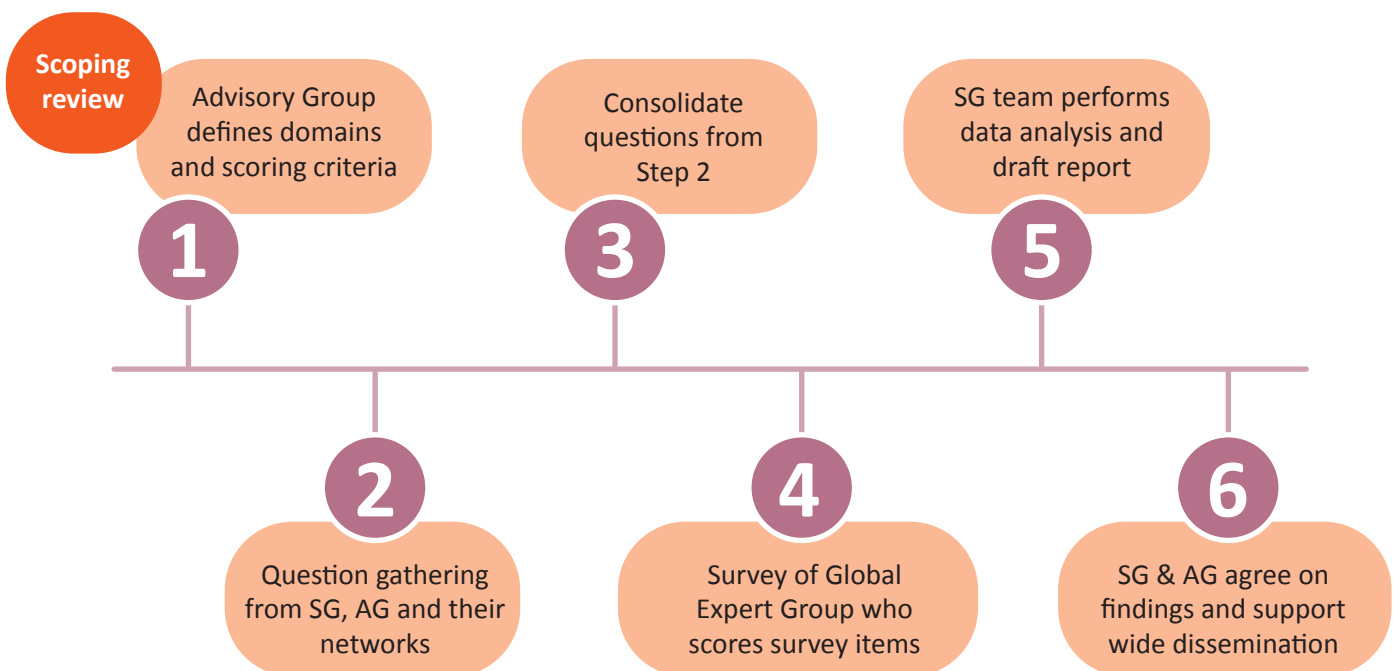 Scoping
review
Advisory Group
defines domains
and scoring criteria
1
Question gathering
from SG, AG and their
networks
2
Consolidate
questions from
Step 2
3
Survey of Global
Expert Group who
scores survey items
4
SG team performs
data analysis and
draft report
5
SG & AG agree on
findings and support
wide dissemination
6